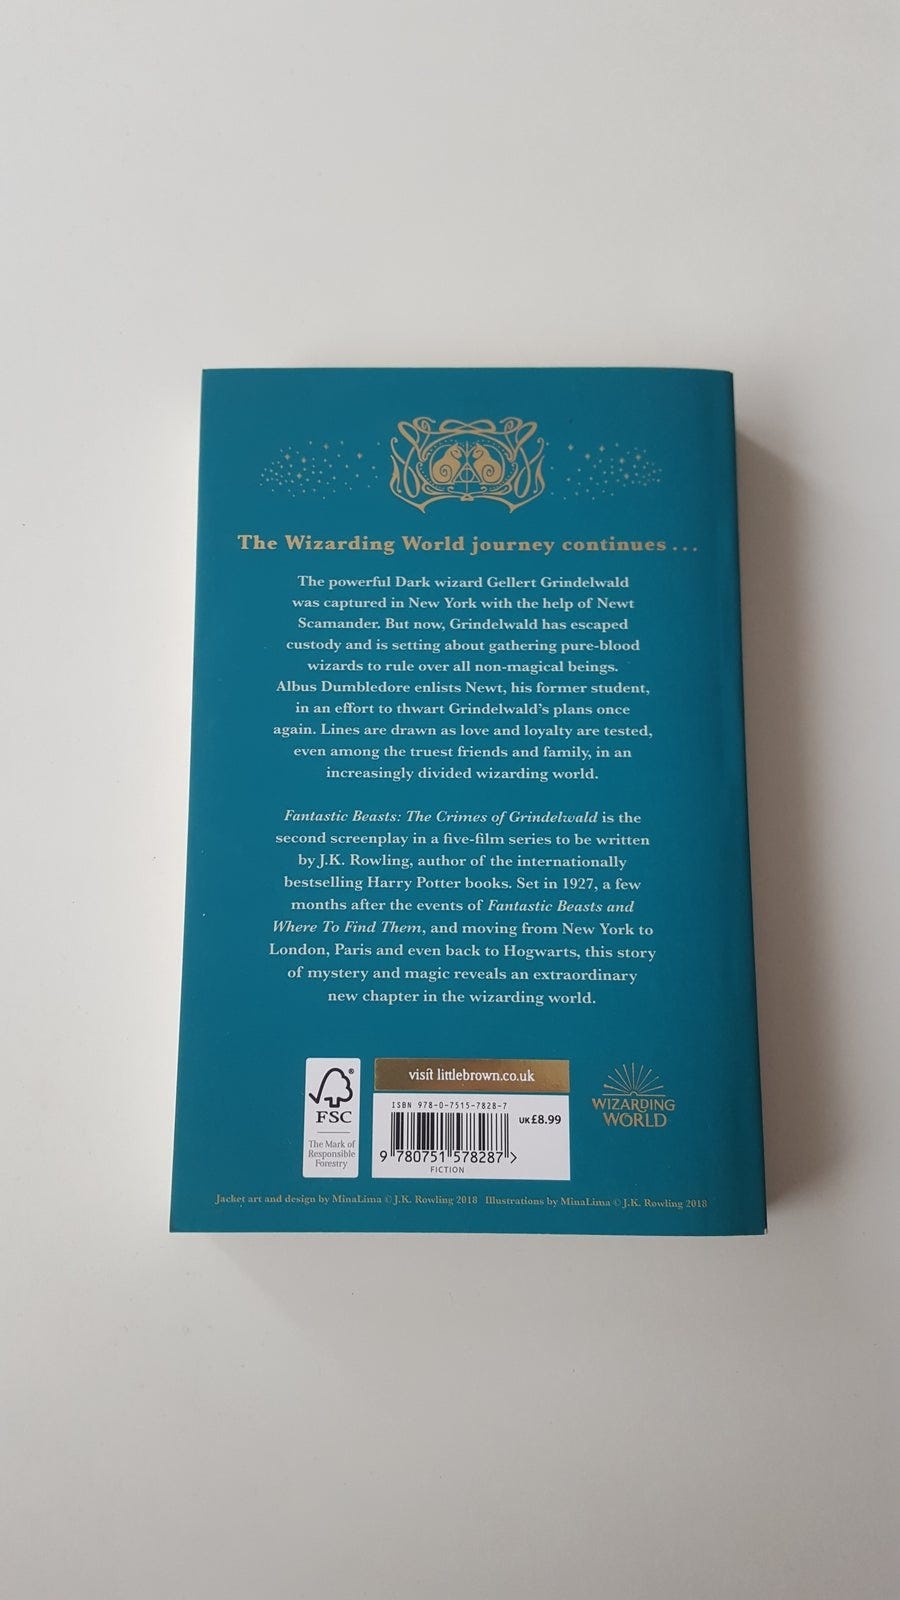 The Wizarding World journey continues . . .
The powerful Dark wizard Gellert Grindelwald
was captured in New York with the help of Newt
Scamander. But now, Grindelwald has escaped
custody and is setting about gathering pure-blood
wizards to rule over all non-magical beings.
Albus Dumbledore enlists Newt, his former student,
in an effort to thwart Grindelwald's plans once
again. Lines are drawn as love and loyalty are tested,
even among the truest friends and family, in an
increasingly divided wizarding world.
Fantastic Beasts: The Crimes of Grindelwald is the
second screenplay in a five-film series to be written
by J.K. Rowling, author of the internationally
bestselling Harry Potter books. Set in 1927, a few
months after the events of Fantastic Beasts and
Where To Find Them, and moving from New York to
London, Paris and even back to Hogwarts, this story
of mystery and magic reveals an extraordinary
new chapter in the wizarding world.
FSC®
The Mark of
Responsible
Forestry
visit littlebrown.co.uk
ISBN 978-0-7515-7828-7
UK £8.99
9 780751 578287 >
FICTION
WIZARDING
WORLD
Jacket art and design by MinaLima © J.K. Rowling 2018 Illustrations by MinaLima © J.K. Rowling 2018